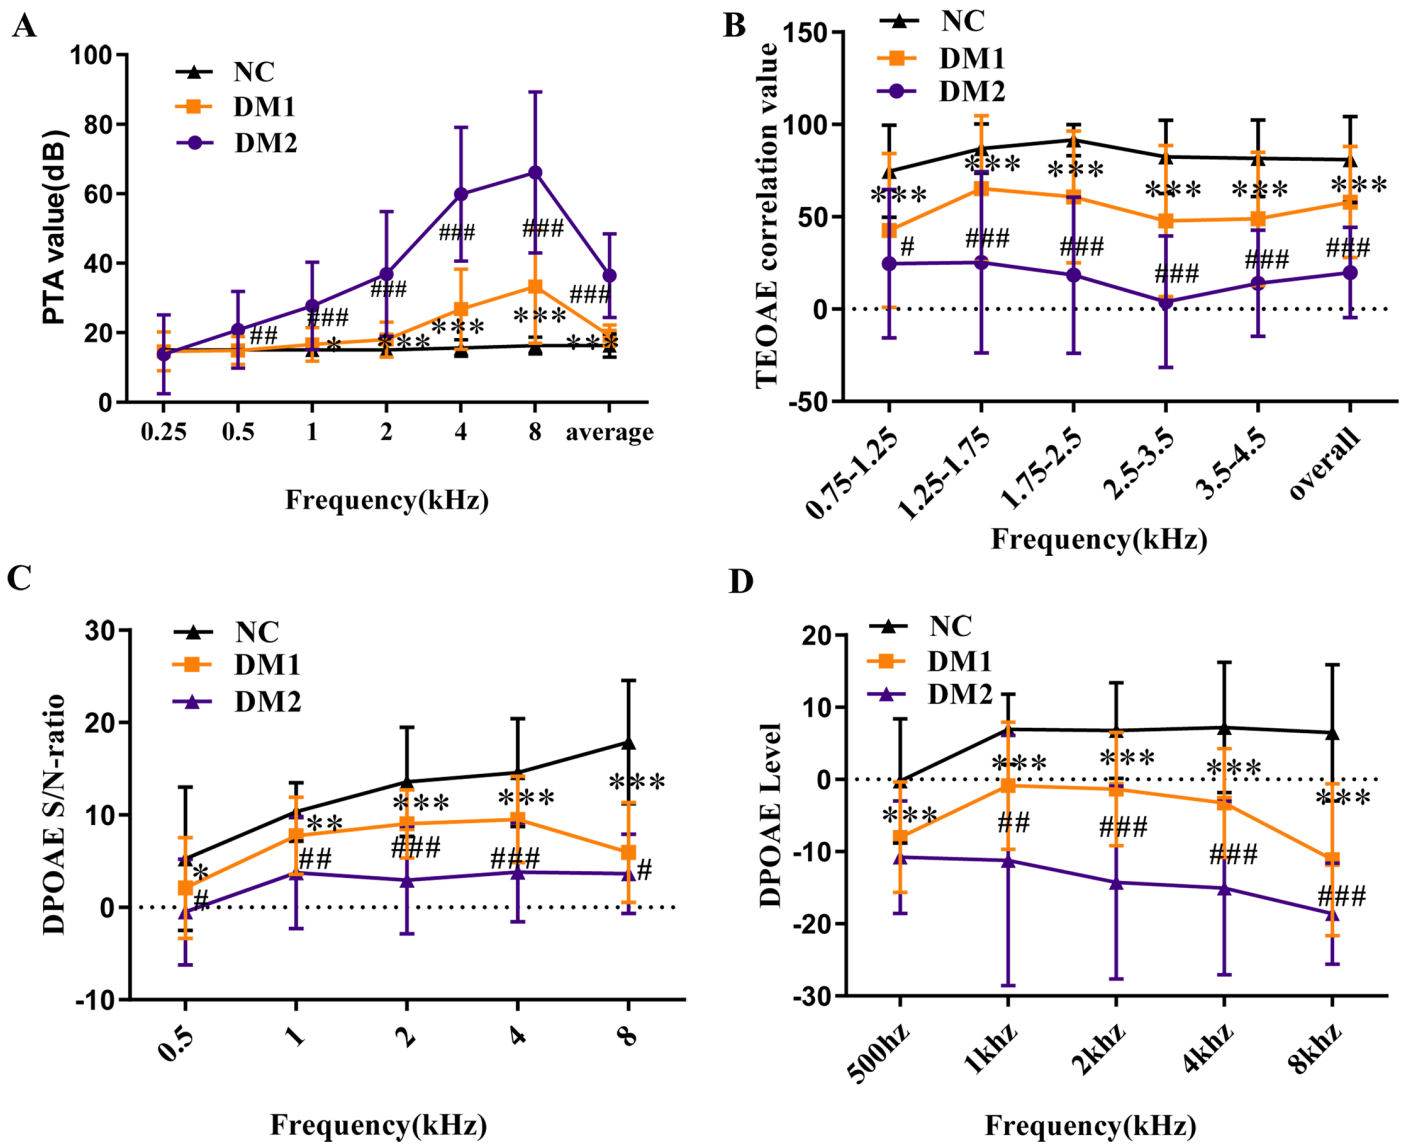 A
NC
DM1
DM2
PTA value(dB)
100
80
60
40
20
0
###
###
###
###
###
##
*
***
***
***
***
0.25 0.5 1 2 4 8 average
Frequency(kHz)
B
NC
DM1
DM2
TEOAE correlation value
150
100
50
0
-50
***
***
***
***
***
***
#
###
###
###
###
###
0.75-1.25 1.25-1.75 1.75-2.5 2.5-3.5 3.5-4.5 overall
Frequency(kHz)
C
NC
DM1
DM2
DPOAE S/N-ratio
30
20
10
0
-10
*
**
***
***
***
#
##
###
###
#
0.5 1 2 4 8
Frequency(kHz)
D
NC
DM1
DM2
DPOAE Level
20
10
0
-10
-20
-30
***
***
***
***
***
##
###
###
###
500hz 1khz 2khz 4khz 8khz
Frequency(kHz)